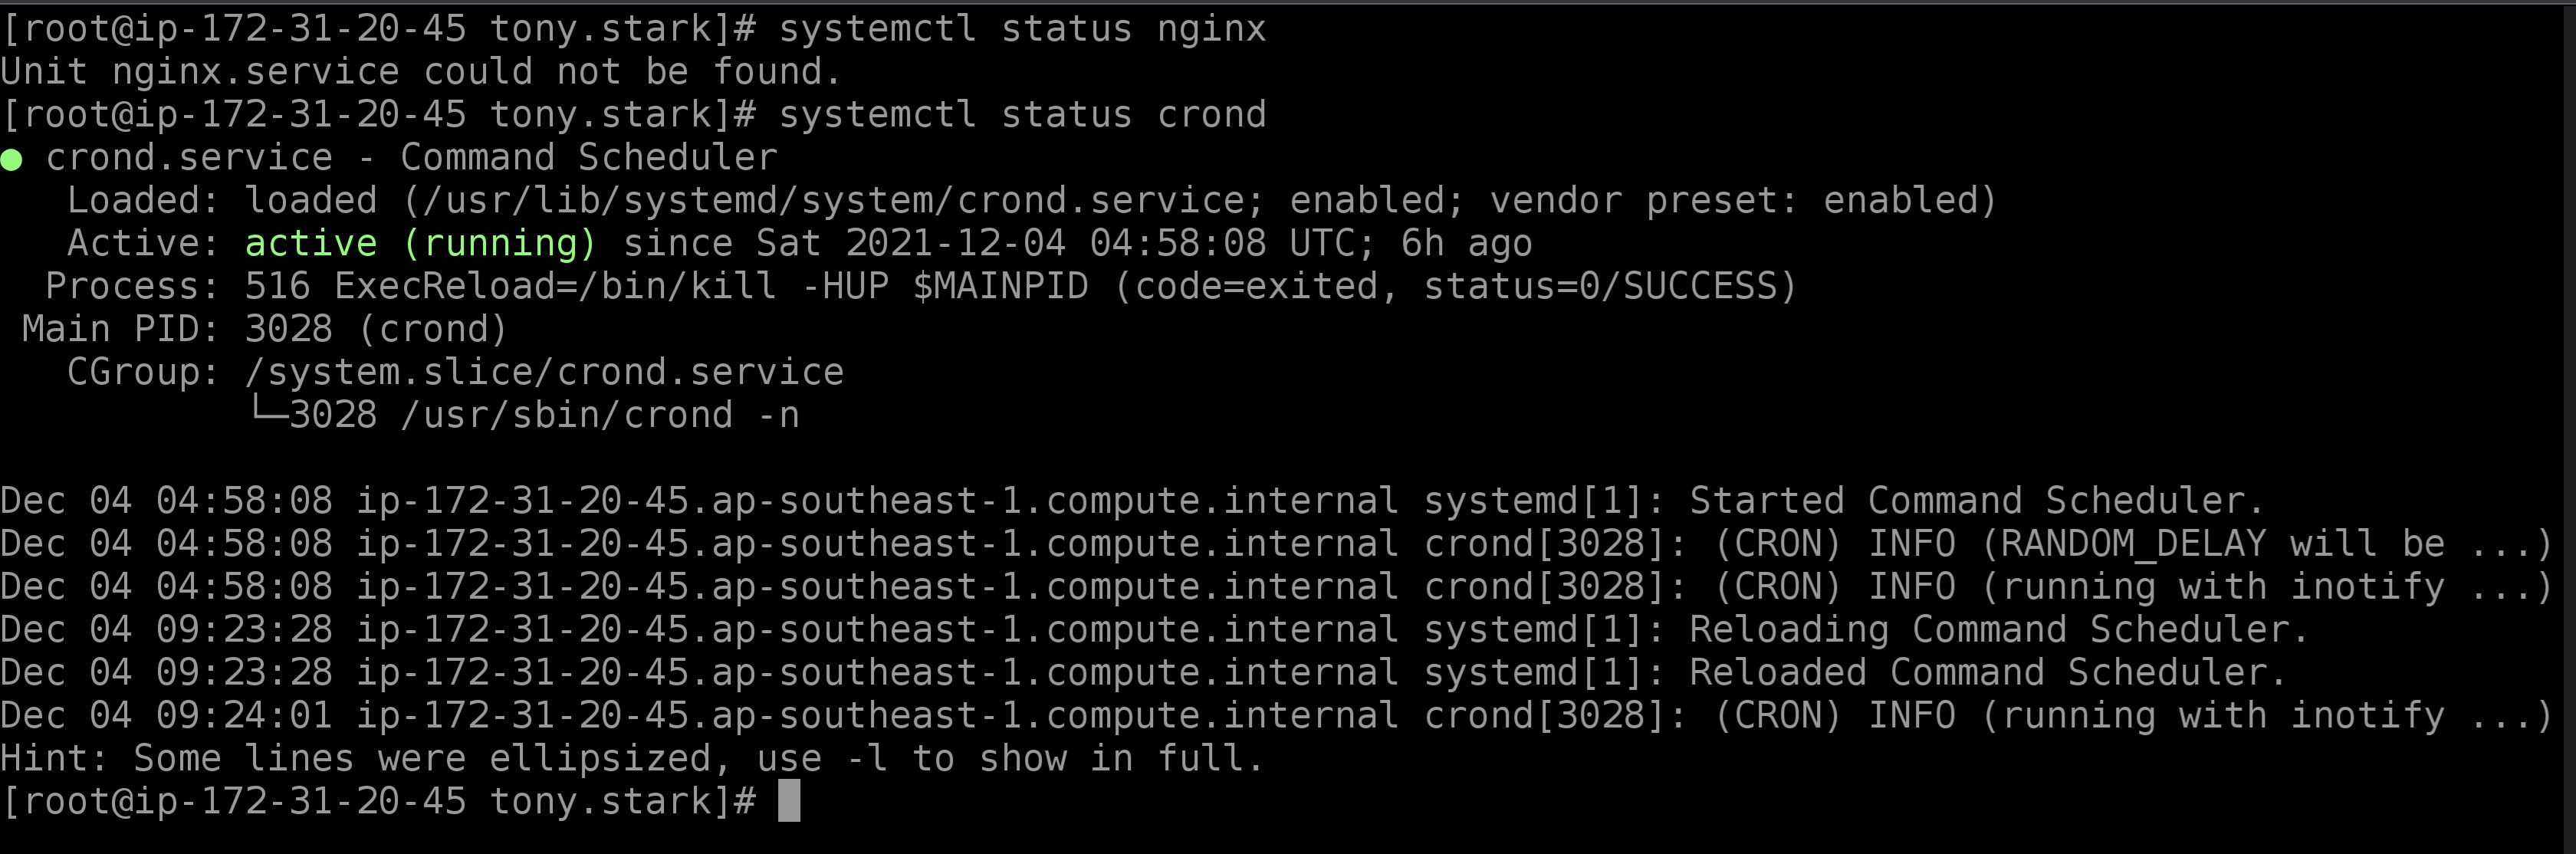 [root@ip-172-31-20-45 tony.stark]# systemctl status nginx
Unit nginx.service could not be found.
[root@ip-172-31-20-45 tony.stark]# systemctl status crond
● crond.service - Command Scheduler
   Loaded: loaded (/usr/lib/systemd/system/crond.service; enabled; vendor preset: enabled)
   Active: active (running) since Sat 2021-12-04 04:58:08 UTC; 6h ago
  Process: 516 ExecReload=/bin/kill -HUP $MAINPID (code=exited, status=0/SUCCESS)
 Main PID: 3028 (crond)
   CGroup: /system.slice/crond.service
           └─3028 /usr/sbin/crond -n

Dec 04 04:58:08 ip-172-31-20-45.ap-southeast-1.compute.internal systemd[1]: Started Command Scheduler.
Dec 04 04:58:08 ip-172-31-20-45.ap-southeast-1.compute.internal crond[3028]: (CRON) INFO (RANDOM_DELAY will be ...)
Dec 04 04:58:08 ip-172-31-20-45.ap-southeast-1.compute.internal crond[3028]: (CRON) INFO (running with inotify ...)
Dec 04 09:23:28 ip-172-31-20-45.ap-southeast-1.compute.internal systemd[1]: Reloading Command Scheduler.
Dec 04 09:23:28 ip-172-31-20-45.ap-southeast-1.compute.internal systemd[1]: Reloaded Command Scheduler.
Dec 04 09:24:01 ip-172-31-20-45.ap-southeast-1.compute.internal crond[3028]: (CRON) INFO (running with inotify ...)
Hint: Some lines were ellipsized, use -l to show in full.
[root@ip-172-31-20-45 tony.stark]#